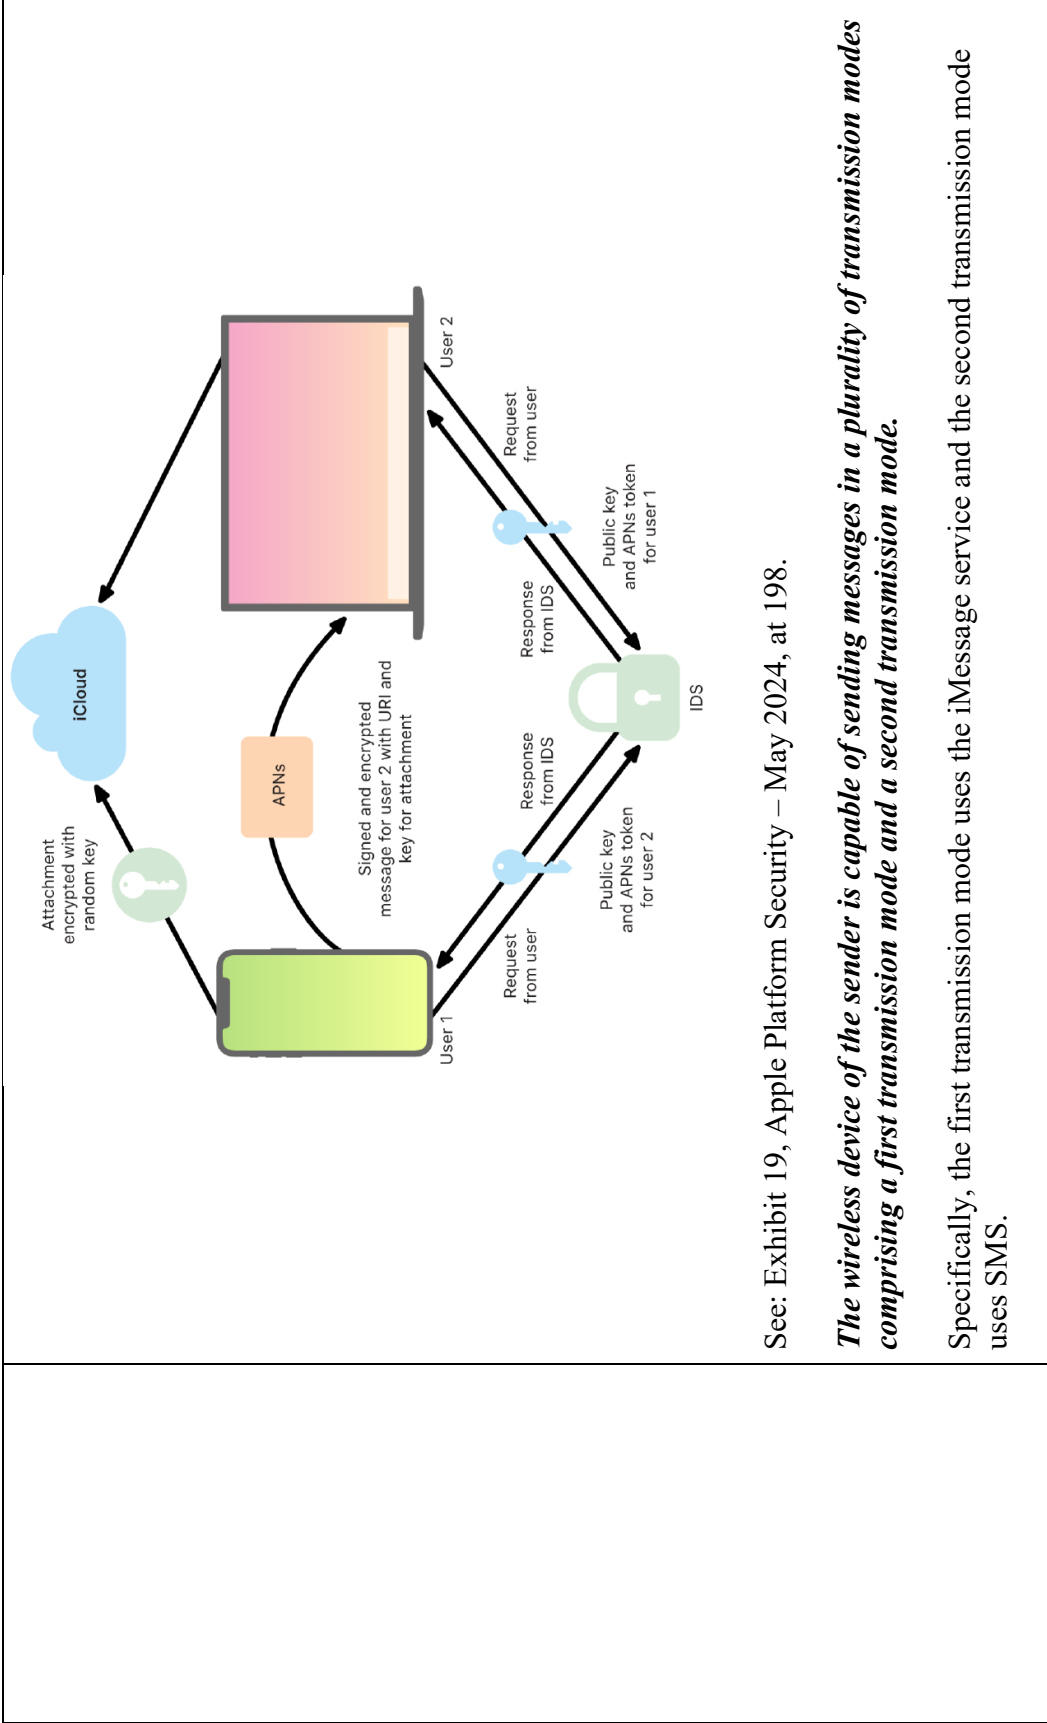 iCloud
Attachment
encrypted with
random key
APNs
Signed and encrypted
message for user 2 with URI and
key for attachment
User 1
User 2
Request
from user
Response
from IDS
Response
from IDS
Request
from user
Public key
and APNs token
for user 2
Public key
and APNs token
for user 1
IDS
See: Exhibit 19, Apple Platform Security – May 2024, at 198.
The wireless device of the sender is capable of sending messages in a plurality of transmission modes
comprising a first transmission mode and a second transmission mode.
Specifically, the first transmission mode uses the iMessage service and the second transmission mode
uses SMS.